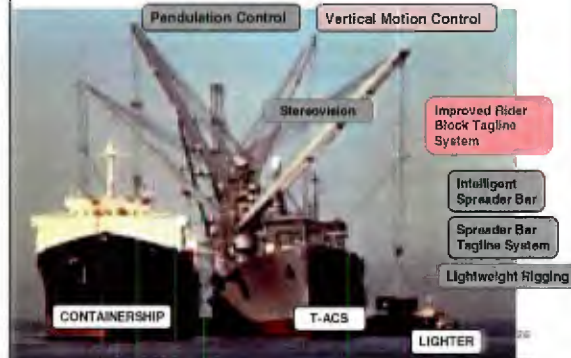 Pendulation Control
Vertical Motion Control
Stereovision
Improved Rider
Block Tagline
System
Intelligent
Spreader Bar
Spreader Bar
Tagline System
Lightweight Rigging
CONTAINERSHIP
T-ACS
LIGHTER